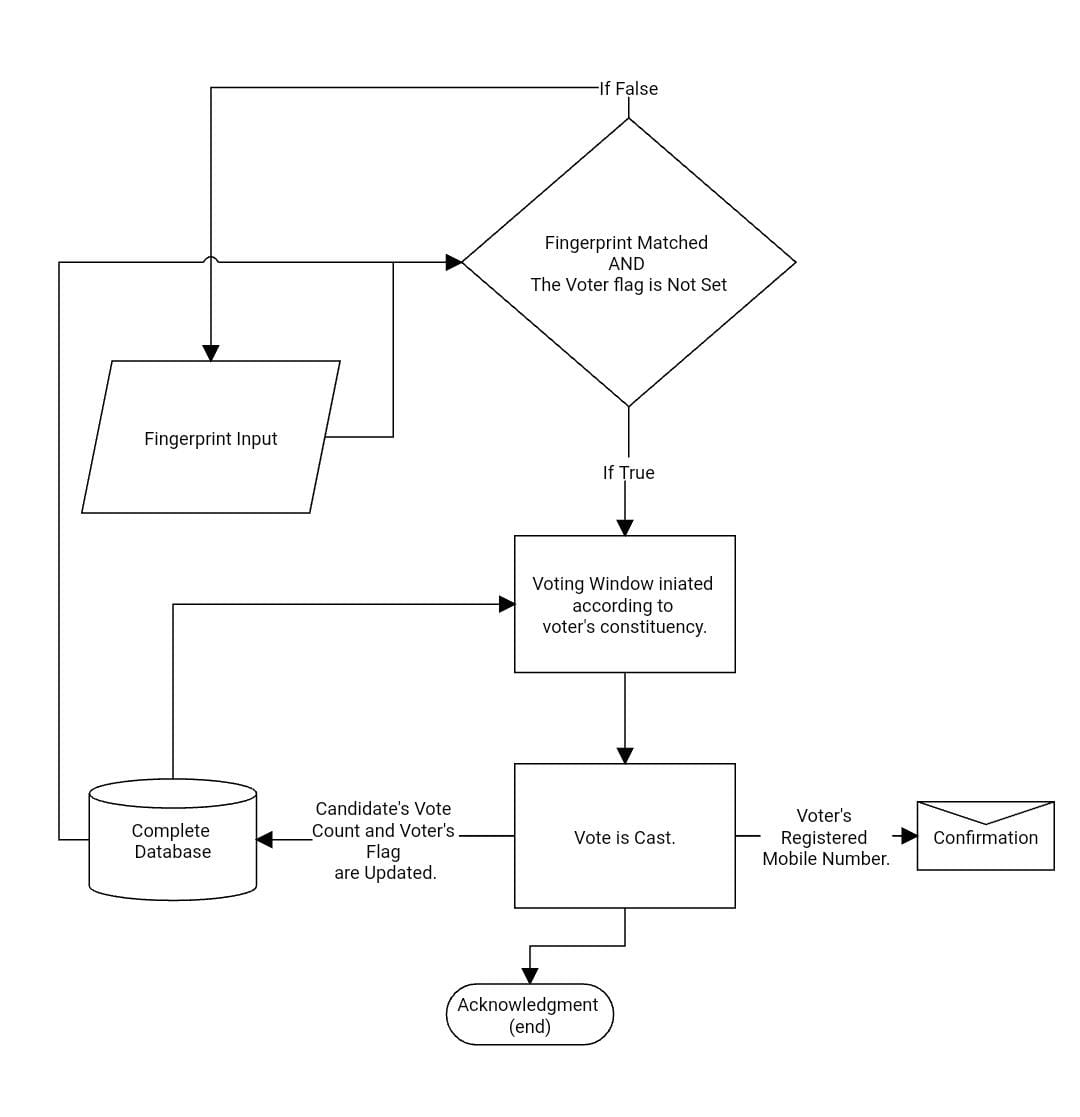 If False
Fingerprint Matched
AND
The Voter flag is Not Set
Fingerprint Input
If True
Voting Window iniated
according to
voter's constituency.
Complete
Database
Candidate's Vote
Count and Voter's
Flag
are Updated.
Vote is Cast.
Voter's
Registered
Mobile Number.
Confirmation
Acknowledgment
(end)